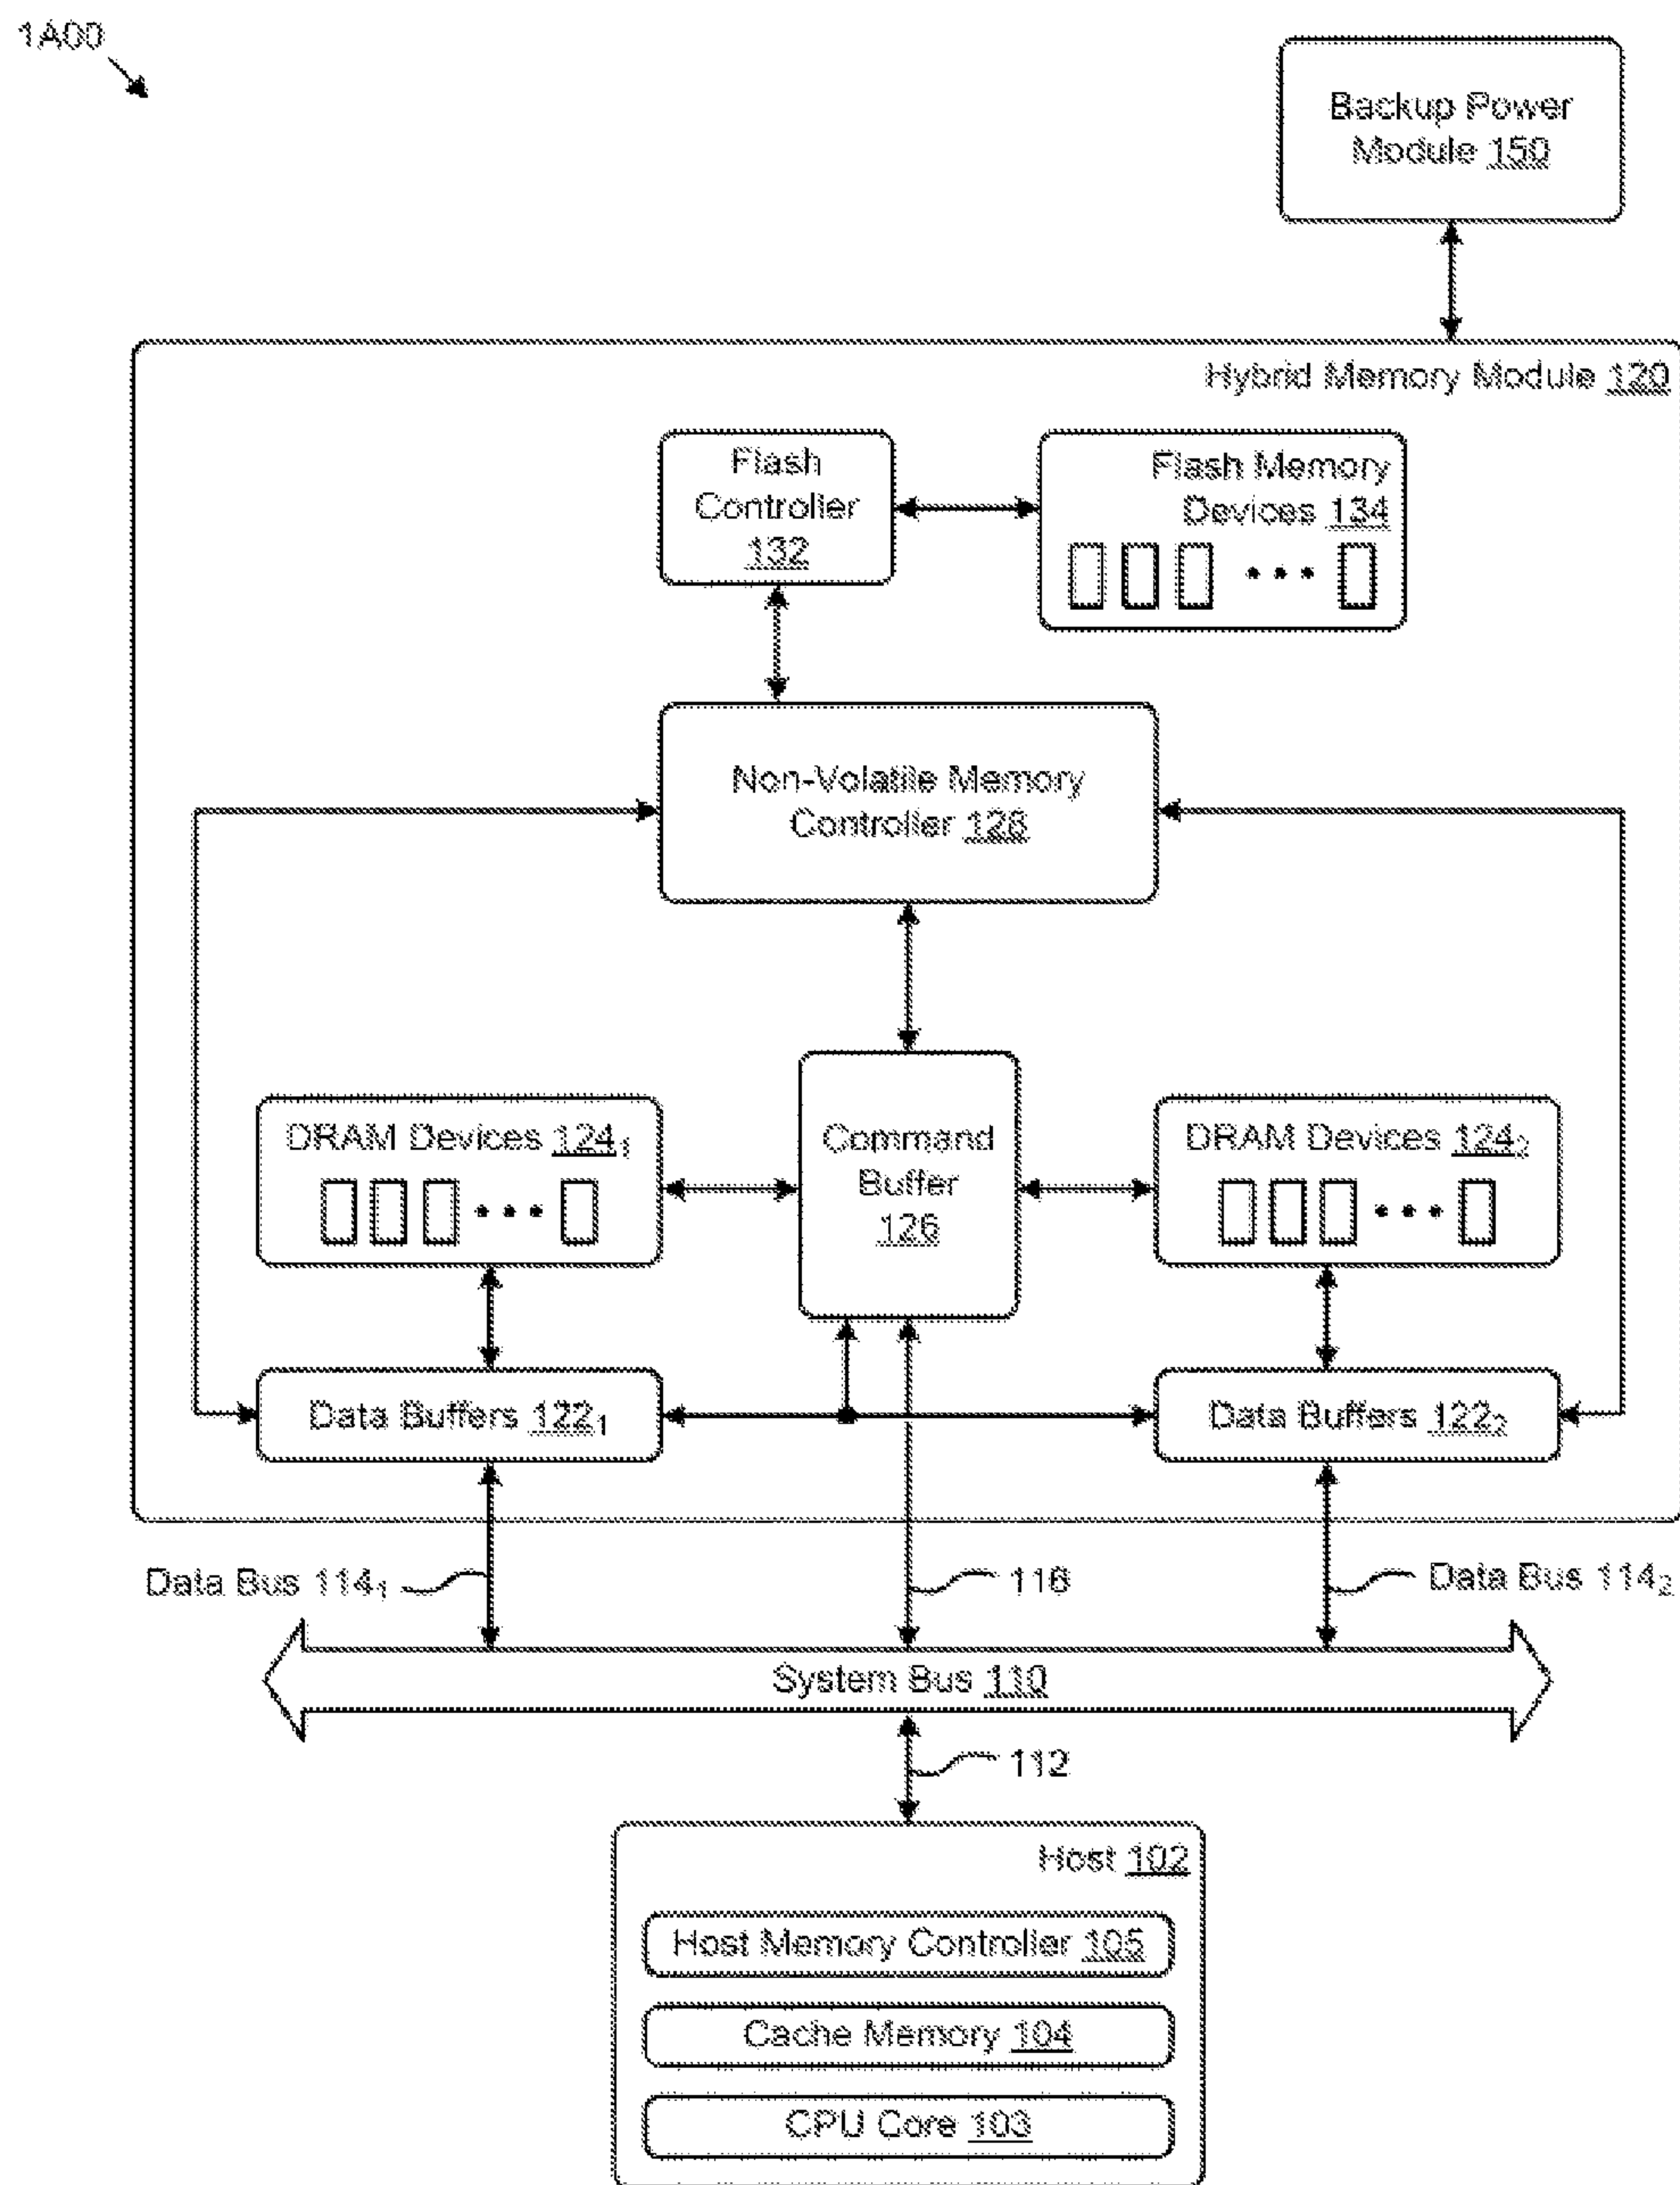 1A00
Backup Power
Module 150
Hybrid Memory Module 120
Flash
Controller
132
Flash Memory
Devices 134
Non-Volatile Memory
Controller 128
DRAM Devices 124₁
Command
Buffer
126
DRAM Devices 124₂
Data Buffers 122₁
Data Buffers 122₂
Data Bus 114₁
116
Data Bus 114₂
System Bus 110
112
Host 102
Host Memory Controller 105
Cache Memory 104
CPU Core 103